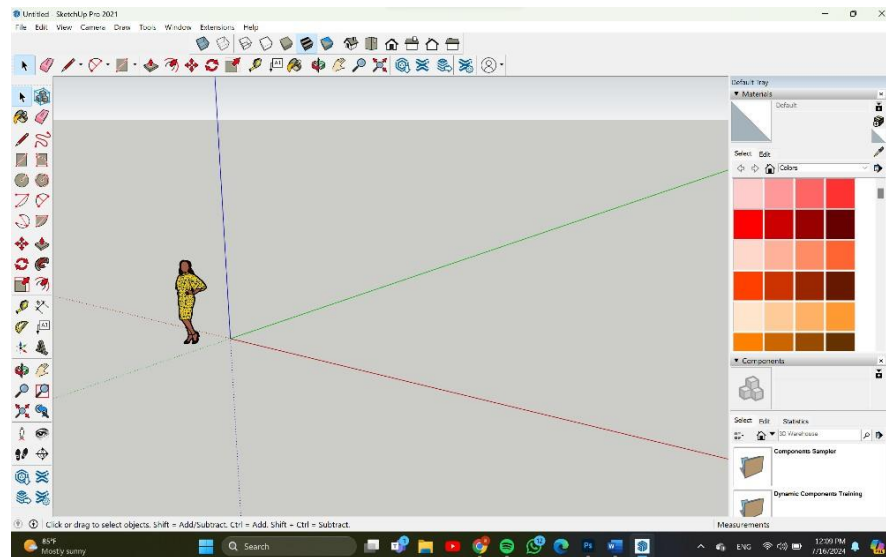 Untitled - SketchUp Pro 2021
File Edit View Camera Draw Tools Window Extensions Help
Default Tray
Materials
Default
Select Edit
Colors
Components
Select Edit Statistics
3D Warehouse
Components Sampler
Dynamic Components Training
Click or drag to select objects. Shift = Add/Subtract. Ctrl = Add. Shift + Ctrl = Subtract.
Measurements
85°F
Mostly sunny
Search
Ps
ENG
12:09 PM
7/16/2024